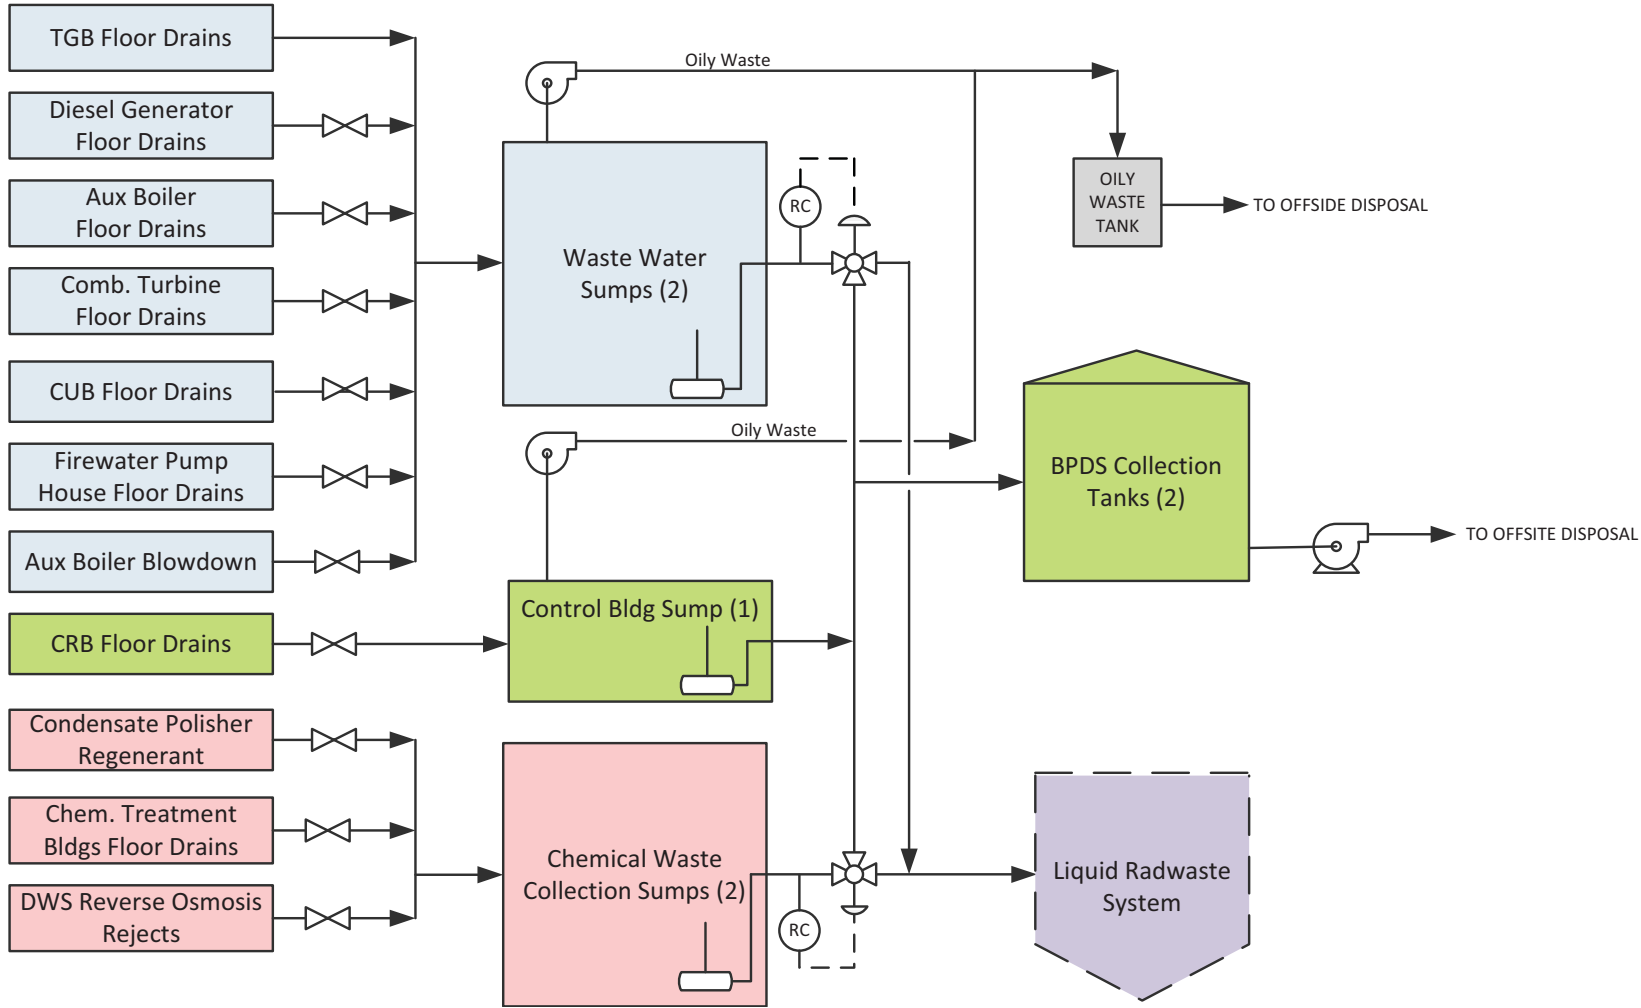 TGB Floor Drains
Diesel Generator
Floor Drains
Aux Boiler
Floor Drains
Comb. Turbine
Floor Drains
CUB Floor Drains
Firewater Pump
House Floor Drains
Aux Boiler Blowdown
CRB Floor Drains
Condensate Polisher
Regenerant
Chem. Treatment
Bldgs Floor Drains
DWS Reverse Osmosis
Rejects
Oily Waste
Waste Water
Sumps (2)
RC
OILY
WASTE
TANK
TO OFFSIDE DISPOSAL
Oily Waste
Control Bldg Sump (1)
BPDS Collection
Tanks (2)
TO OFFSITE DISPOSAL
Chemical Waste
Collection Sumps (2)
RC
Liquid Radwaste
System